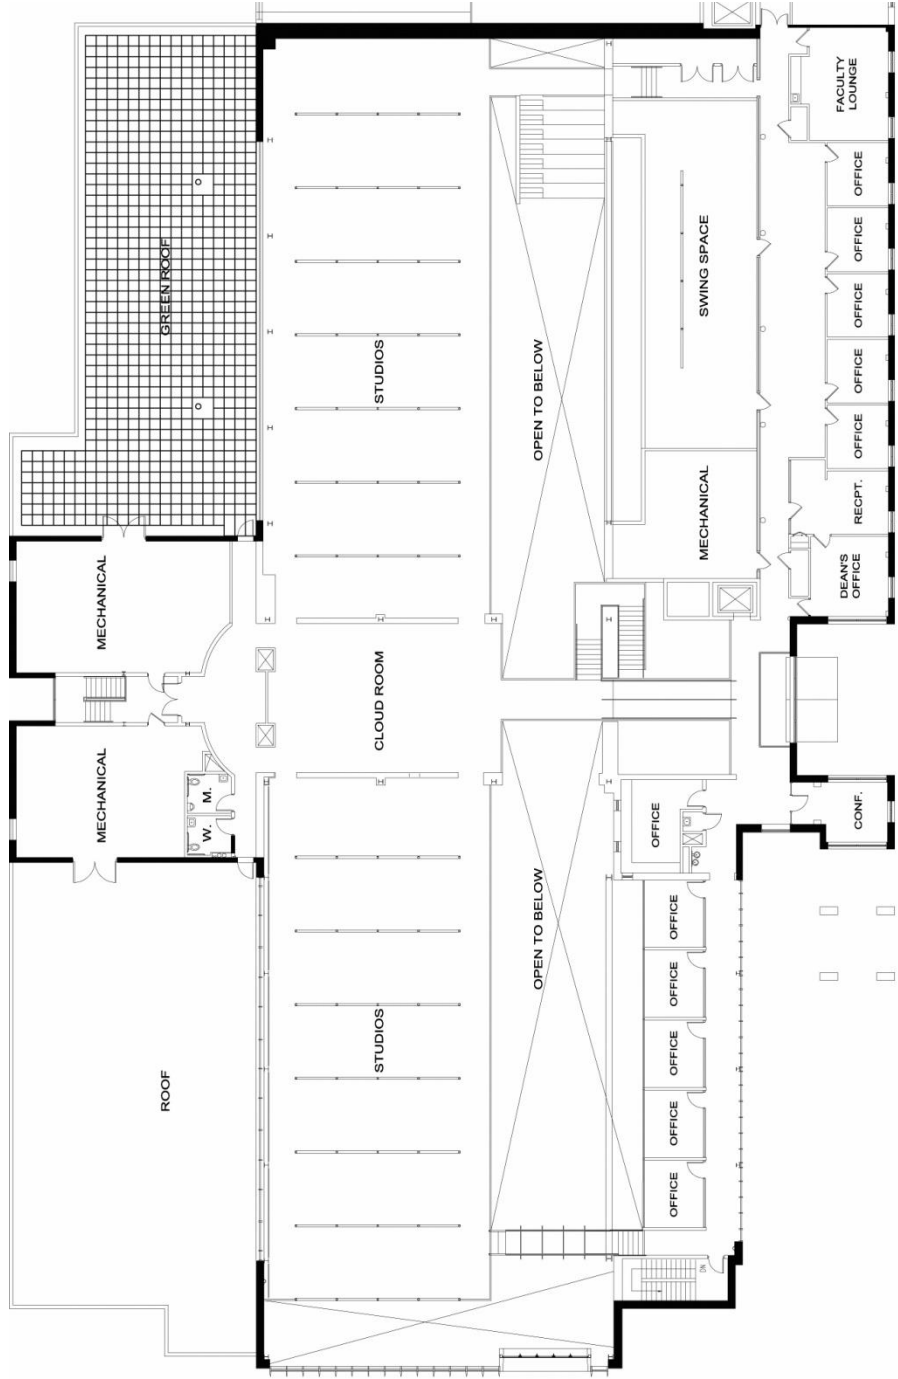 FACULTY
LOUNGE
OFFICE
OFFICE
OFFICE
OFFICE
OFFICE
RECPT.
DEAN'S
OFFICE
CONF.
SWING SPACE
MECHANICAL
OPEN TO BELOW
STUDIOS
GREEN ROOF
MECHANICAL
CLOUD ROOM
MECHANICAL
M.
W.
OFFICE
OFFICE
OFFICE
OFFICE
OFFICE
OFFICE
OPEN TO BELOW
STUDIOS
ROOF
DN